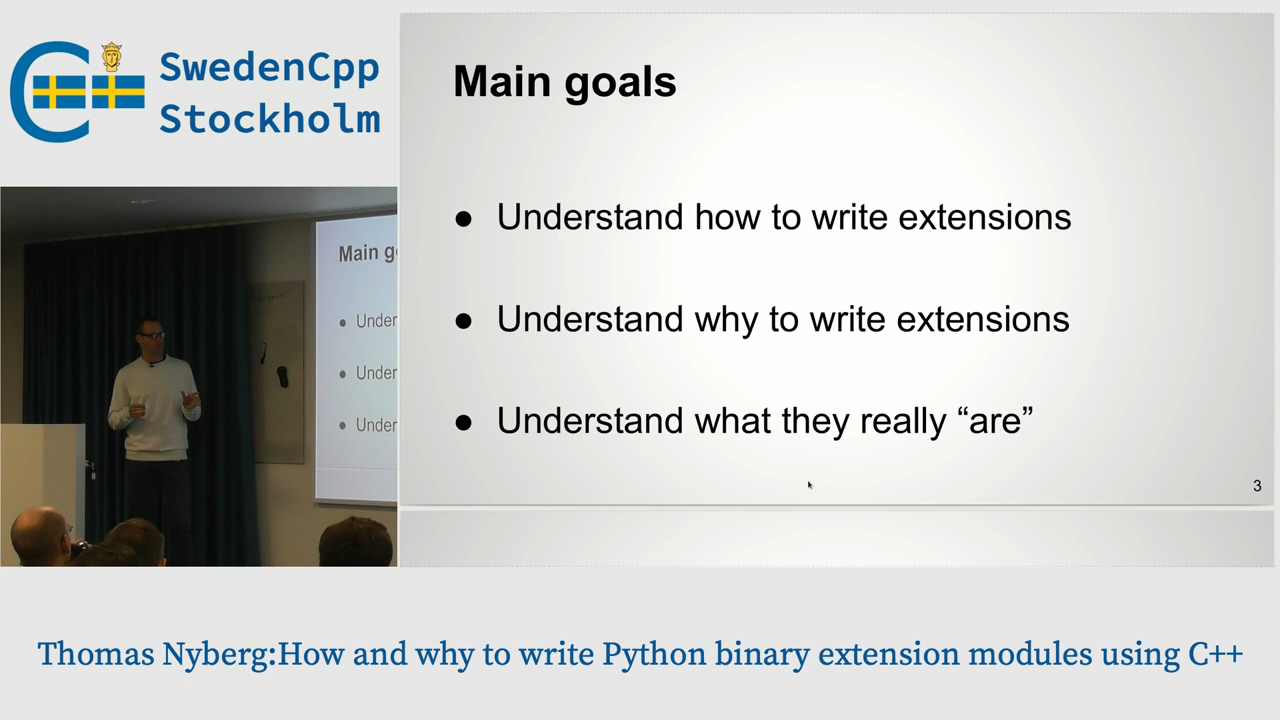 SwedenCpp
Stockholm
Main goals
● Understand how to write extensions
● Understand why to write extensions
● Understand what they really “are”
3
Main g
● Under
● Under
● Under
Thomas Nyberg:How and why to write Python binary extension modules using C++